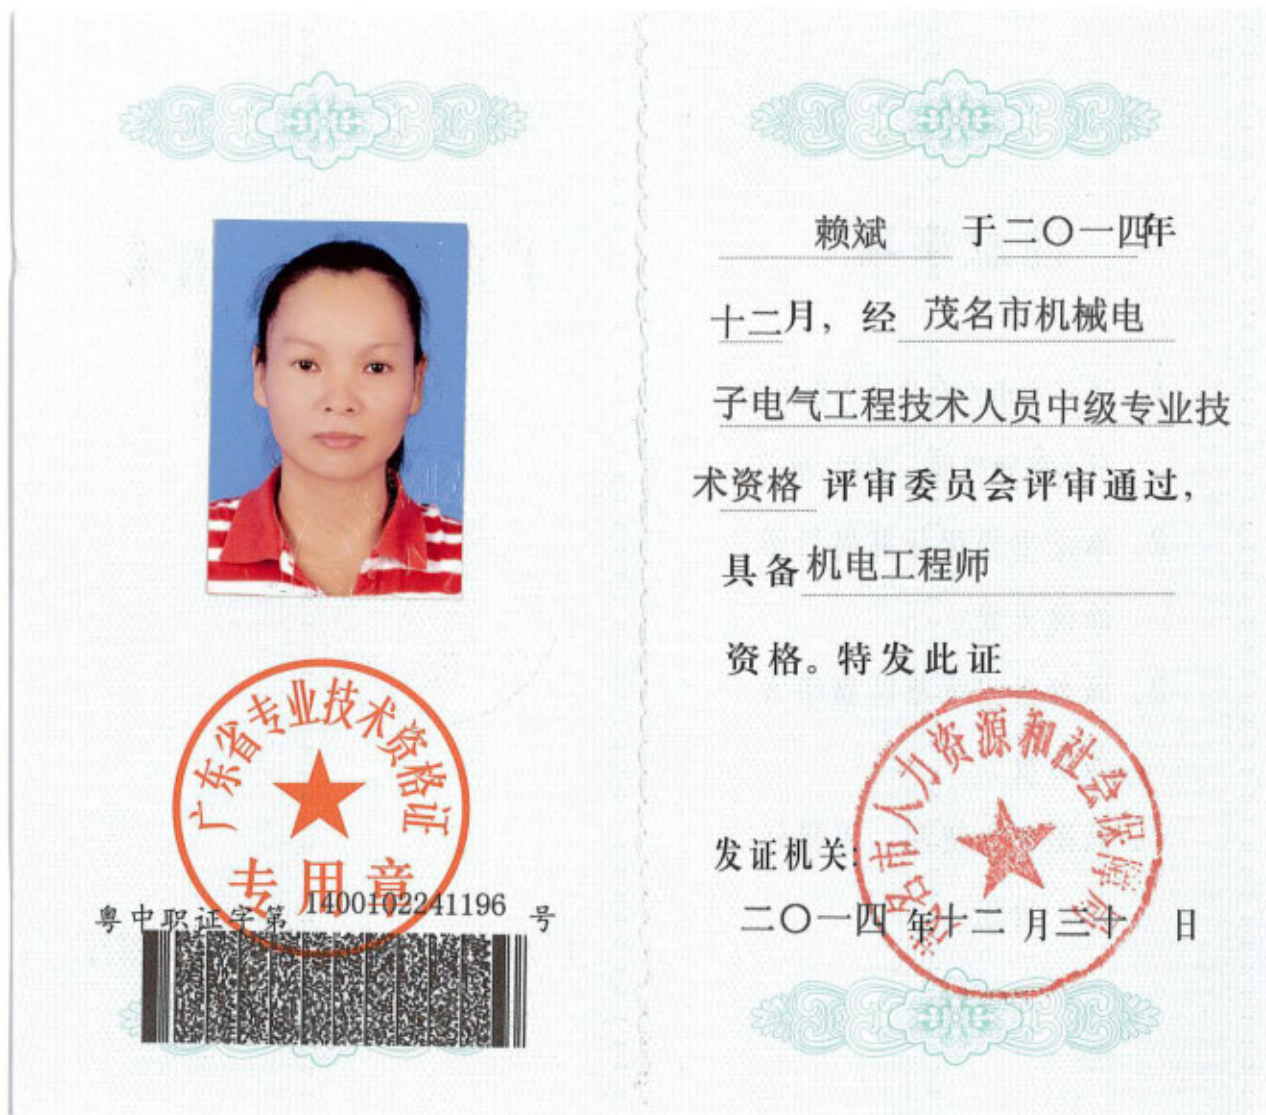 广东省专业技术资格证
专用章
粤中职证字第 1400102241196 号
赖斌 于二〇一四年
十二月，经 茂名市机械电
子电气工程技术人员中级专业技
术资格 评审委员会评审通过，
具备机电工程师
资格。特发此证
茂名市人力资源和社会保障局
发证机关:
二〇一四 年十二 月三十 日